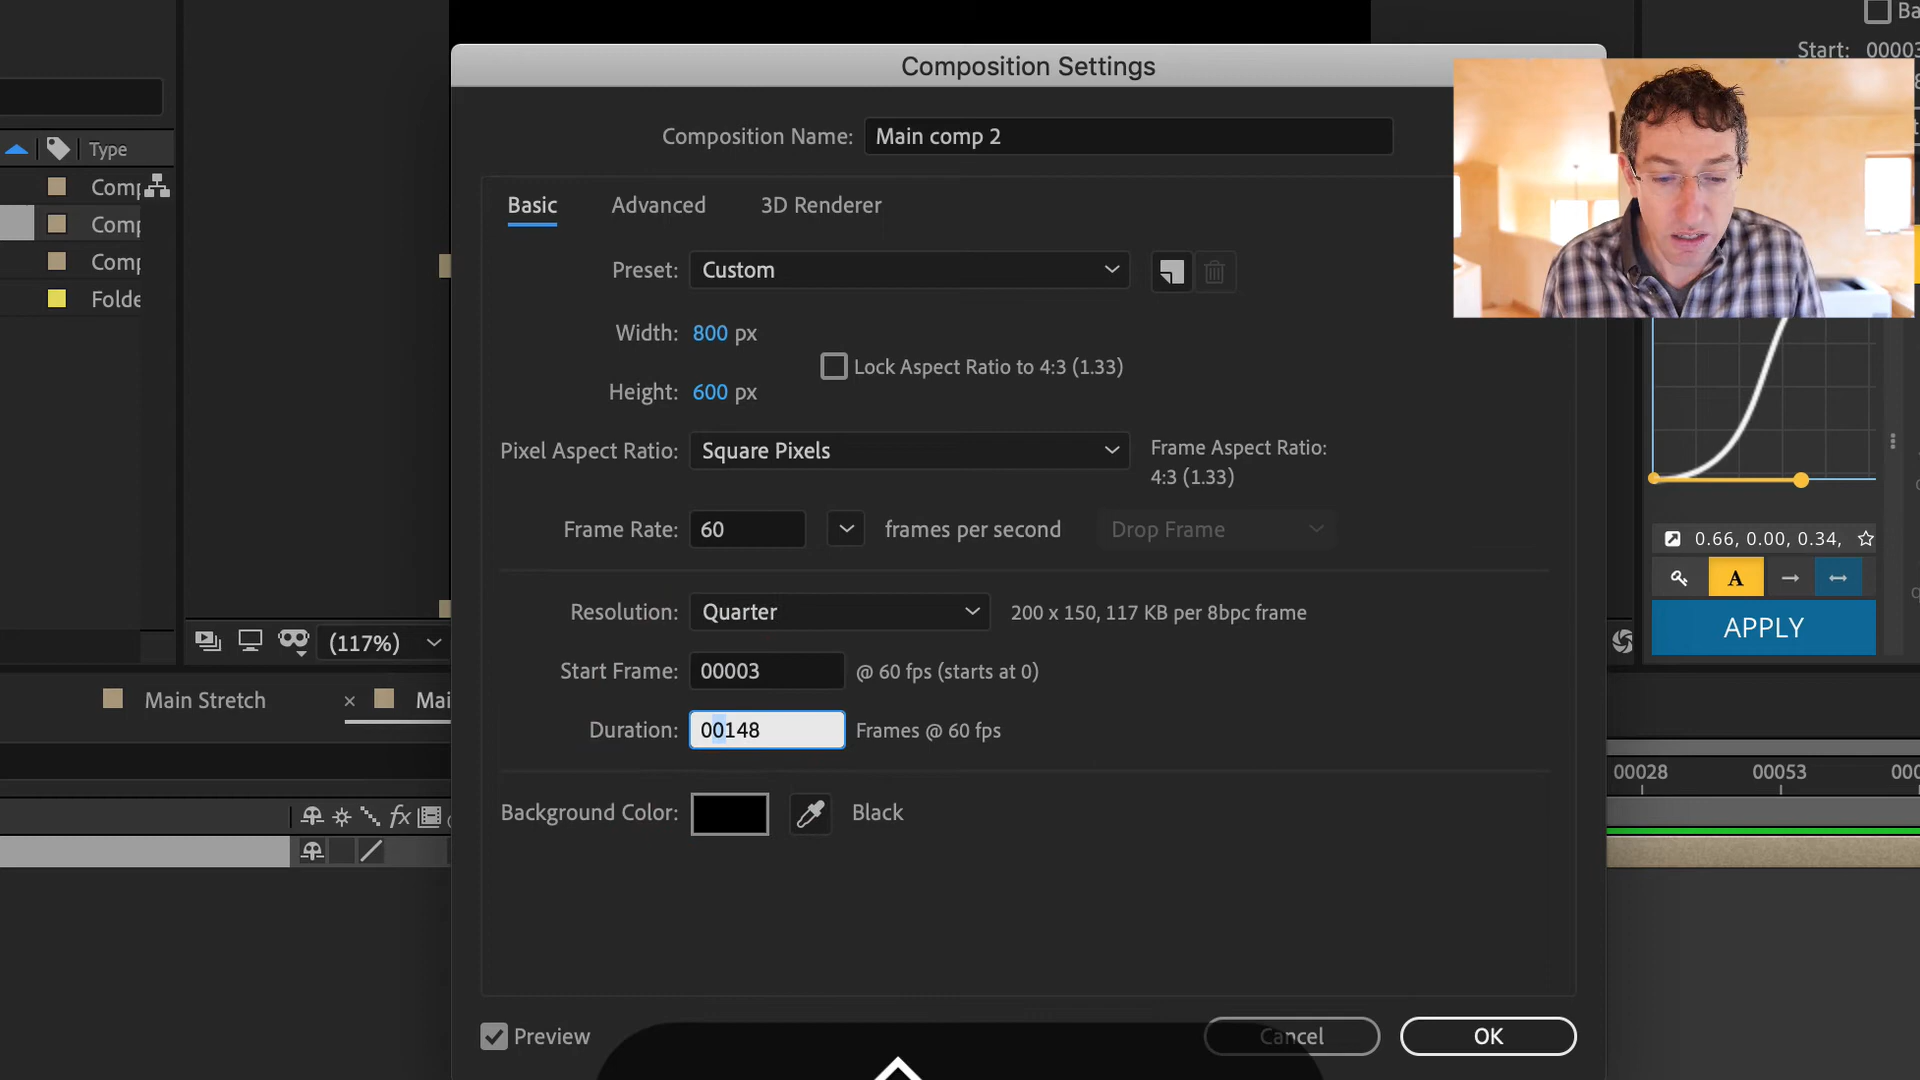 Ba
Start: 00003
Composition Settings
Composition Name: Main comp 2
Type
Comp
Comp
Comp
Folde
Basic Advanced 3D Renderer
Preset: Custom
Width: 800 px
Lock Aspect Ratio to 4:3 (1.33)
Height: 600 px
Pixel Aspect Ratio: Square Pixels
Frame Aspect Ratio:
4:3 (1.33)
Frame Rate: 60 frames per second Drop Frame
0.66, 0.00, 0.34,
A
APPLY
Resolution: Quarter 200 x 150, 117 KB per 8bpc frame
(117%)
Start Frame: 00003 @ 60 fps (starts at 0)
Main Stretch × Mai
Duration: 00148 Frames @ 60 fps
00028 00053 00
Background Color: Black
fx
Preview Cancel OK